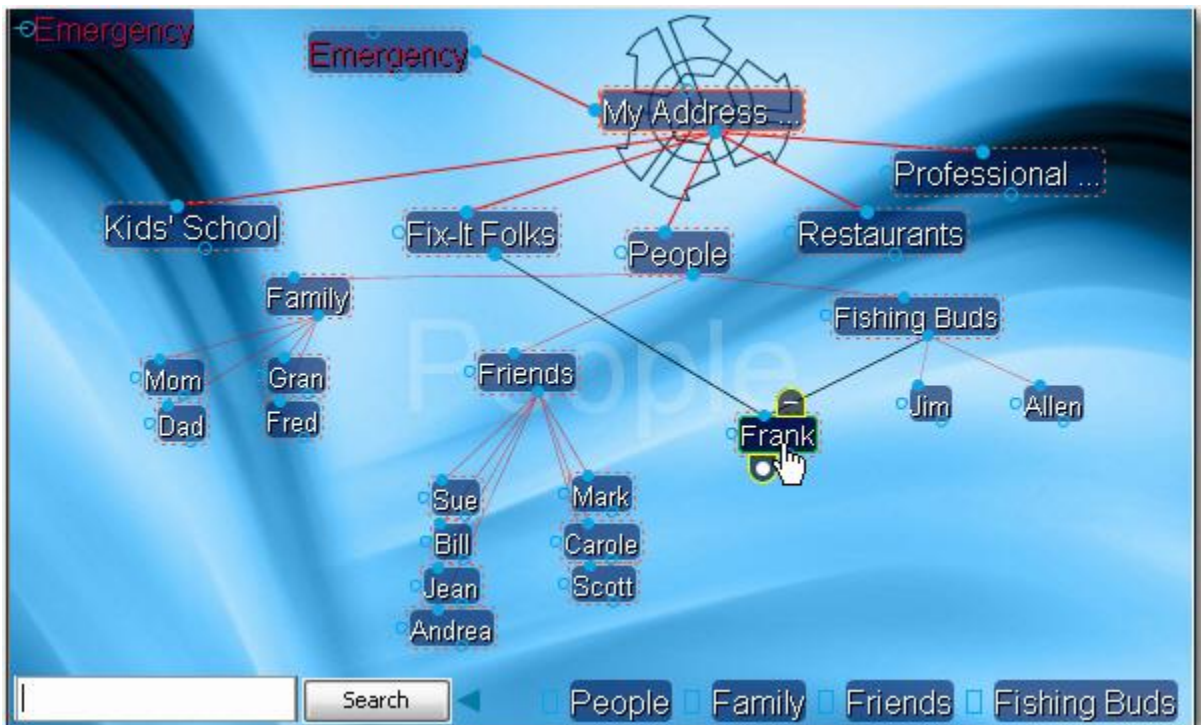 Emergency
Emergency
My Address ...
Professional ...
Kids' School
Fix-It Folks
People
Restaurants
Family
Fishing Buds
People
Mom
Gran
Friends
Jim
Allen
Dad
Fred
Frank
Sue
Mark
Bill
Carole
Jean
Scott
Andrea
Search
People
Family
Friends
Fishing Buds